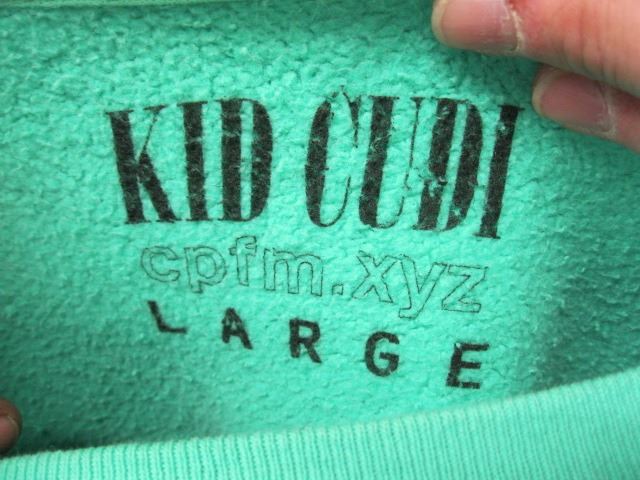 KID CUDI
cpfm.xyz
LARGE